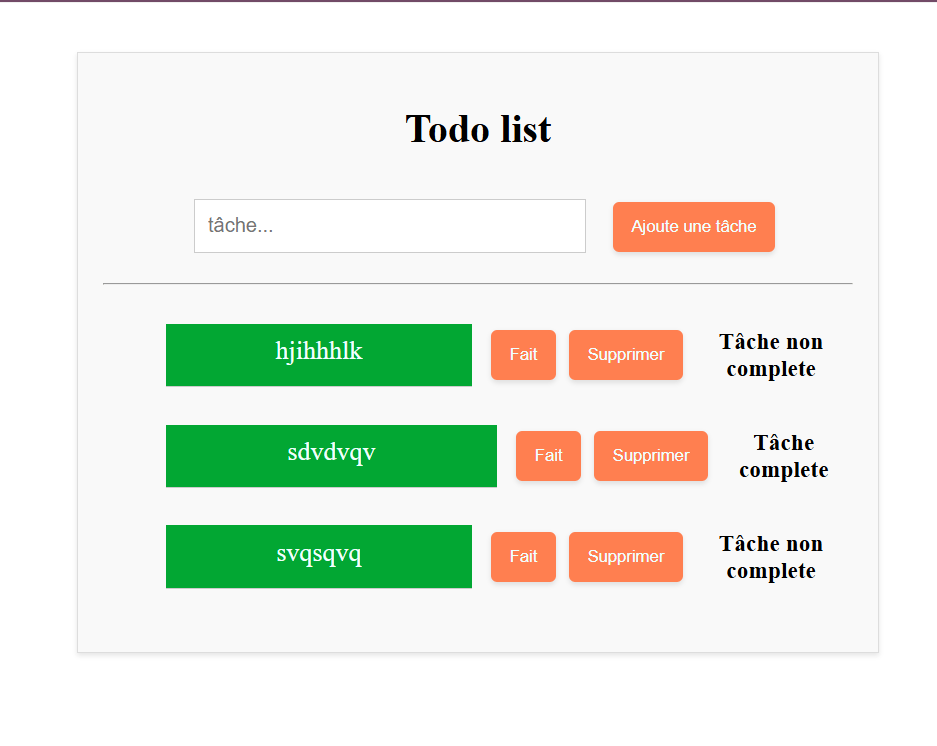 Todo list
tâche...
Ajoute une tâche
hjihhhlk
Fait
Supprimer
Tâche non
complete
sdvdvqv
Fait
Supprimer
Tâche
complete
svqsqvq
Fait
Supprimer
Tâche non
complete